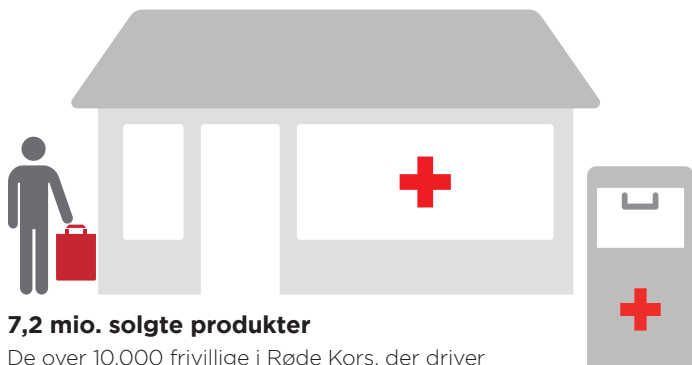 7,2 mio. solgte produkter
De over 10.000 frivillige i Røde Kors, der driver